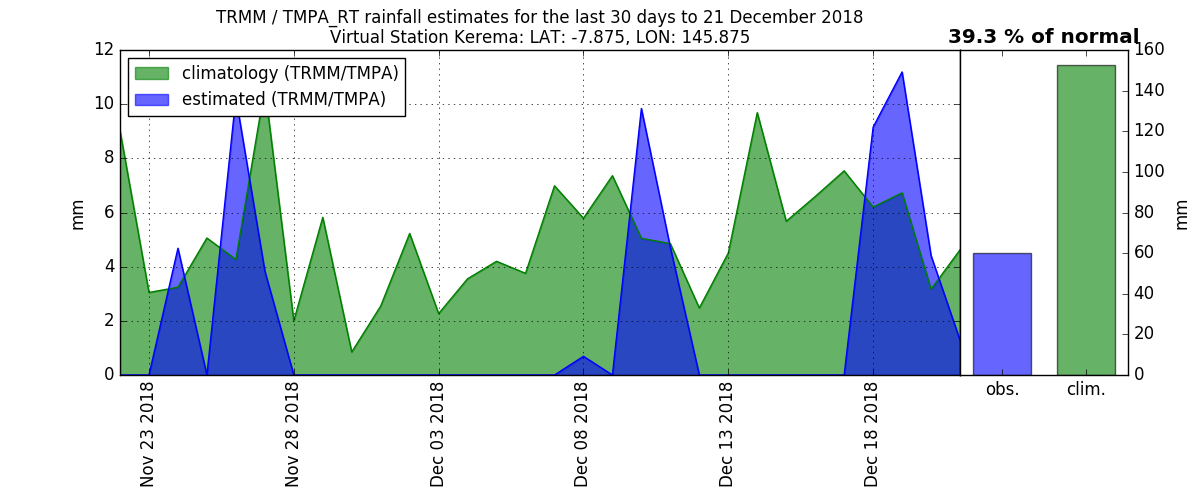 TRMM / TMPA_RT rainfall estimates for the last 30 days to 21 December 2018
Virtual Station Kerema: LAT: -7.875, LON: 145.875
39.3 % of normal
climatology (TRMM/TMPA)
estimated (TRMM/TMPA)
12
10
8
6
4
2
0
mm
160
140
120
100
80
60
40
20
0
mm
obs.
clim.
Nov 23 2018
Nov 28 2018
Dec 03 2018
Dec 08 2018
Dec 13 2018
Dec 18 2018